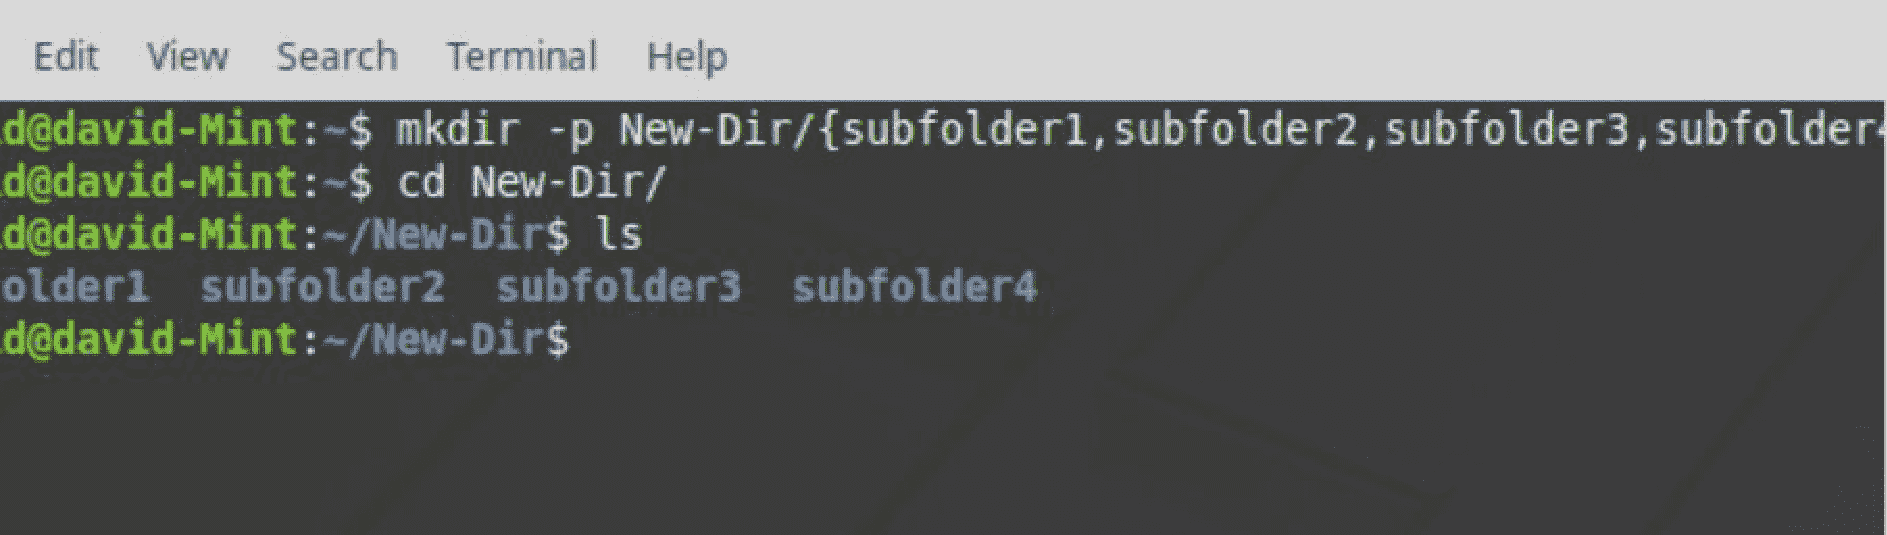 Edit View Search Terminal Help
d@david-Mint:~$ mkdir -p New-Dir/{subfolder1,subfolder2,subfolder3,subfolder4
d@david-Mint:~$ cd New-Dir/
d@david-Mint:~/New-Dir$ ls
older1 subfolder2 subfolder3 subfolder4
d@david-Mint:~/New-Dir$